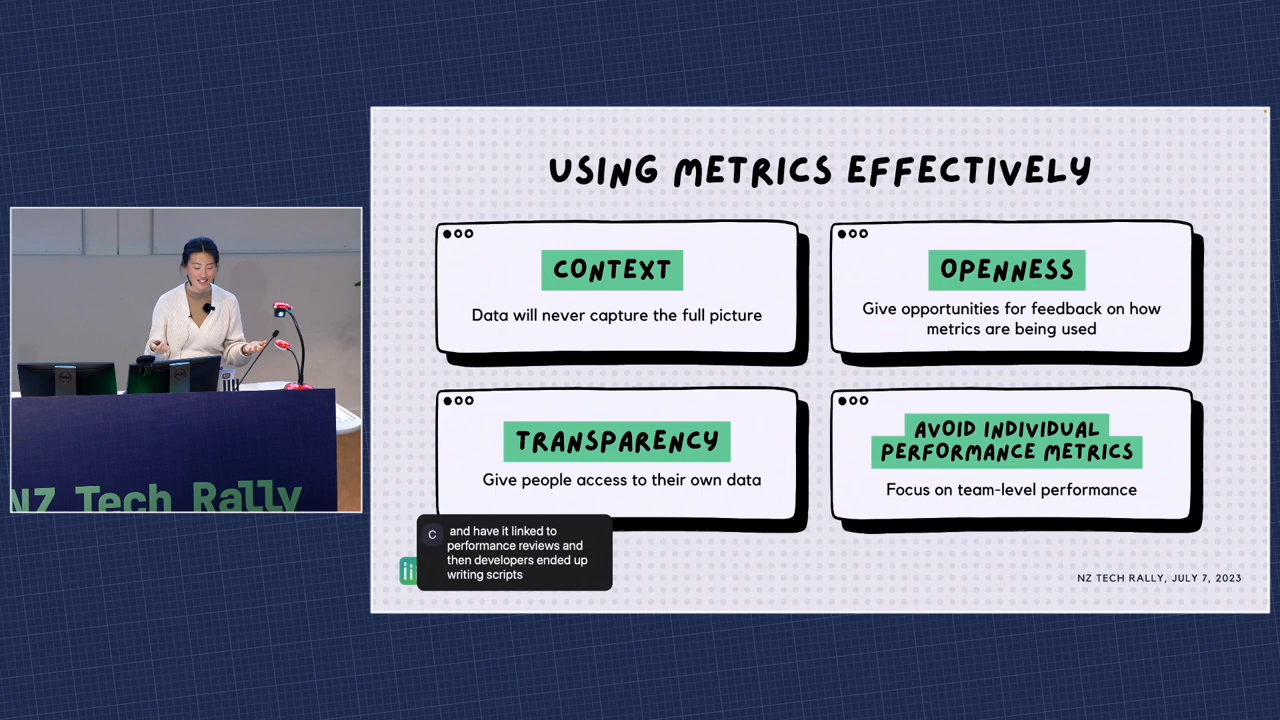 USING METRICS EFFECTIVELY
CONTEXT
Data will never capture the full picture
OPENNESS
Give opportunities for feedback on how
metrics are being used
TRANSPARENCY
Give people access to their own data
AVOID INDIVIDUAL
PERFORMANCE METRICS
Focus on team-level performance
C
and have it linked to
performance reviews and
then developers ended up
writing scripts
NZ TECH RALLY, JULY 7, 2023
NZ Tech Rally